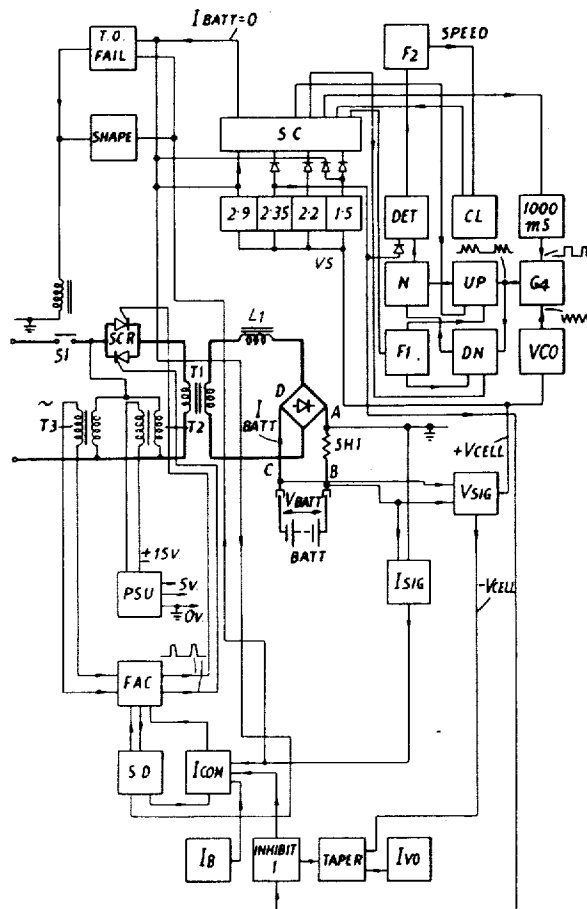 I BATT=0
T.O.
FAIL
F2
SPEED
SHAPE
SC
2·9
2·35
2·2
1·5
VS
DET
CL
1000
mS
N
UP
G4
F1.
DN
VCO
S1
SCR
T1
L1
D
A
I
BATT
SH1
T3
~
T2
C
B
+VCELL
VBATT
BATT
VSIG
+15V.
PSU
5V.
0V.
ISIG
-VCELL
FAC
SD
ICOM
IB
INHIBIT
1
TAPER
IVO